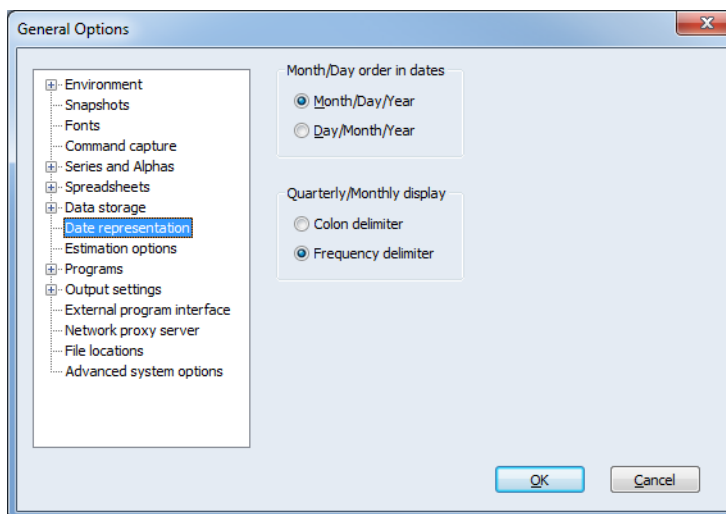 General Options
Environment
Snapshots
Fonts
Command capture
Series and Alphas
Spreadsheets
Data storage
Date representation
Estimation options
Programs
Output settings
External program interface
Network proxy server
File locations
Advanced system options
Month/Day order in dates
Month/Day/Year
Day/Month/Year
Quarterly/Monthly display
Colon delimiter
Frequency delimiter
OK
Cancel